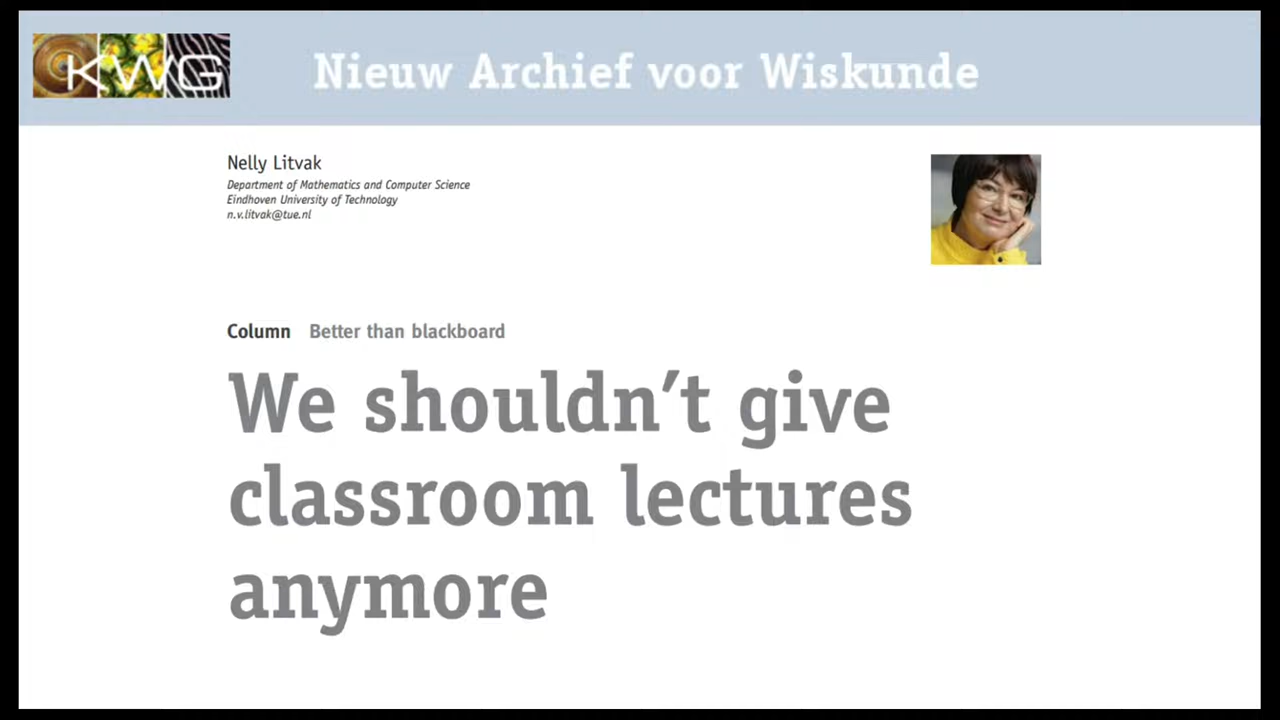 KWG
Nieuw Archief voor Wiskunde
Nelly Litvak
Department of Mathematics and Computer Science
Eindhoven University of Technology
n.v.litvak@tue.nl
Column Better than blackboard
We shouldn’t give
classroom lectures
anymore